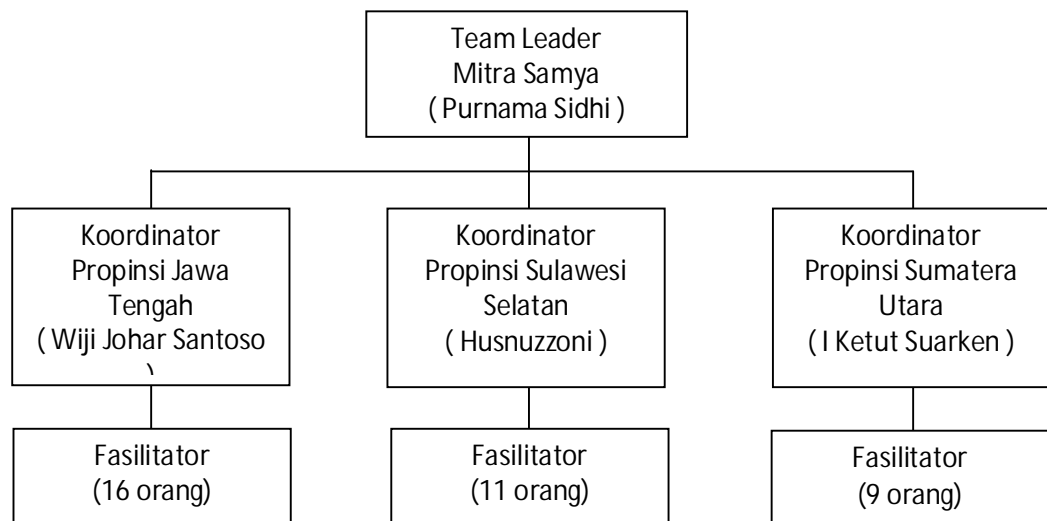 Team Leader
Mitra Samya
( Purnama Sidhi )
Koordinator
Propinsi Jawa
Tengah
( Wiji Johar Santoso
)
Koordinator
Propinsi Sulawesi
Selatan
( Husnuzzoni )
Koordinator
Propinsi Sumatera
Utara
( I Ketut Suarken )
Fasilitator
(16 orang)
Fasilitator
(11 orang)
Fasilitator
(9 orang)